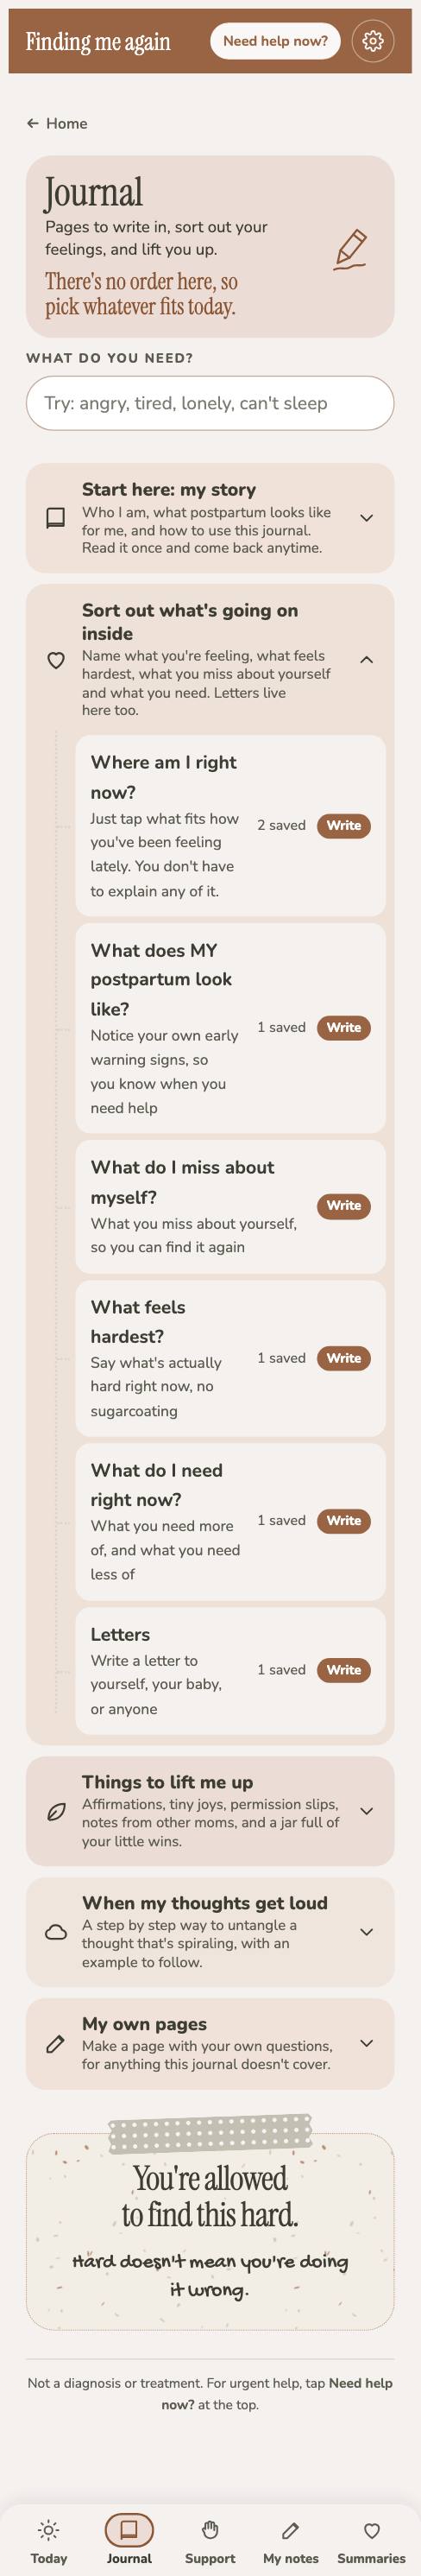 Finding me again
Need help now?
← Home
Journal
Pages to write in, sort out your
feelings, and lift you up.
There's no order here, so
pick whatever fits today.
WHAT DO YOU NEED?
Try: angry, tired, lonely, can't sleep
Start here: my story
Who I am, what postpartum looks like
for me, and how to use this journal.
Read it once and come back anytime.
Sort out what's going on
inside
Name what you're feeling, what feels
hardest, what you miss about yourself
and what you need. Letters live
here too.
Where am I right
now?
Just tap what fits how
you've been feeling
lately. You don't have
to explain any of it.
2 saved
Write
What does MY
postpartum look
like?
Notice your own early
warning signs, so
you know when you
need help
1 saved
Write
What do I miss about
myself?
What you miss about yourself,
so you can find it again
Write
What feels
hardest?
Say what's actually
hard right now, no
sugarcoating
1 saved
Write
What do I need
right now?
What you need more
of, and what you need
less of
1 saved
Write
Letters
Write a letter to
yourself, your baby,
or anyone
1 saved
Write
Things to lift me up
Affirmations, tiny joys, permission slips,
notes from other moms, and a jar full of
your little wins.
When my thoughts get loud
A step by step way to untangle a
thought that's spiraling, with an
example to follow.
My own pages
Make a page with your own questions,
for anything this journal doesn't cover.
You're allowed
to find this hard.
Hard doesn't mean you're doing
it wrong.
Not a diagnosis or treatment. For urgent help, tap Need help
now? at the top.
Today
Journal
Support
My notes
Summaries